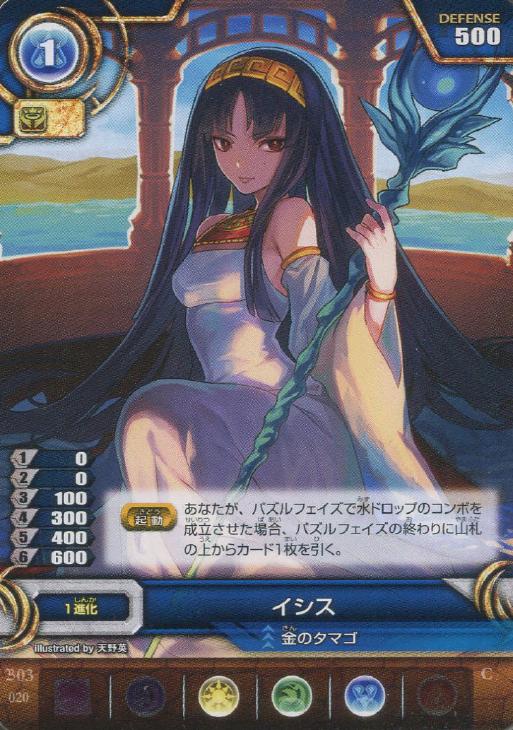 1
DEFENSE
500
1 0
2 0
3 100
4 300
5 400
6 600
起動
あなたが、パズルフェイズで水ドロップのコンボを
成立させた場合、パズルフェイズの終わりに山札
の上からカード1枚を引く。
1進化
イシス
金のタマゴ
illustrated by 天野英
B03
020
C